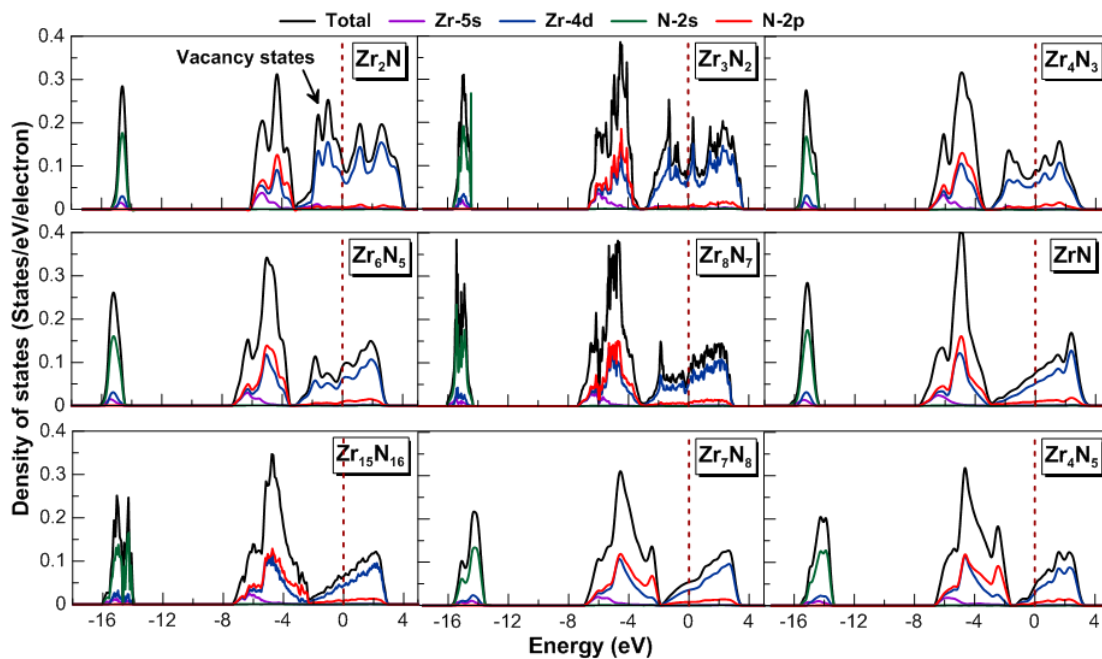 Total Zr-5s Zr-4d N-2s N-2p
Density of states (States/eV/electron)
0.4
0.3
0.2
0.1
0
Vacancy states
Zr₂N
Zr₃N₂
Zr₄N₃
0.4
0.3
0.2
0.1
0
Zr₆N₅
Zr₈N₇
ZrN
0.4
0.3
0.2
0.1
0
Zr₁₅N₁₆
Zr₇N₈
Zr₄N₅
-16 -12 -8 -4 0 4
-16 -12 -8 -4 0 4
-16 -12 -8 -4 0 4
Energy (eV)